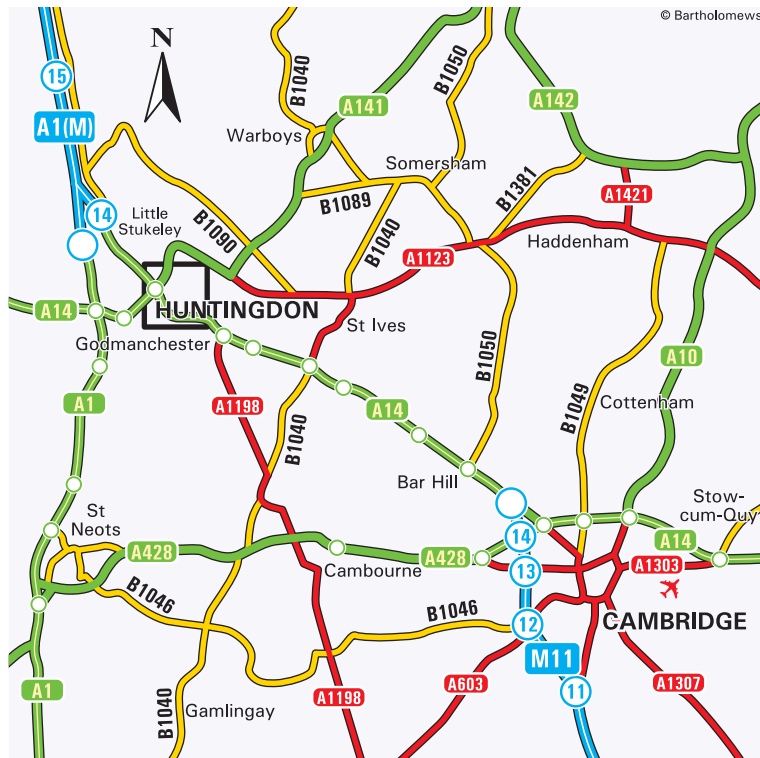 © Bartholomews
N
15
B1040
B1050
A141
A142
A1(M)
Warboys
Somersham
B1381
A1421
14
Little
Stukeley
B1089
B1090
B1040
Haddenham
A1123
A14
HUNTINGDON
St Ives
Godmanchester
B1050
A10
A1
A1198
A14
B1049
Cottenham
B1040
Bar Hill
St
Neots
Stow-
cum-Quy
14
A14
A428
A428
A1303
Cambourne
13
B1046
B1046
12
CAMBRIDGE
M11
A1
B1040
Gamlingay
A1198
A603
11
A1307